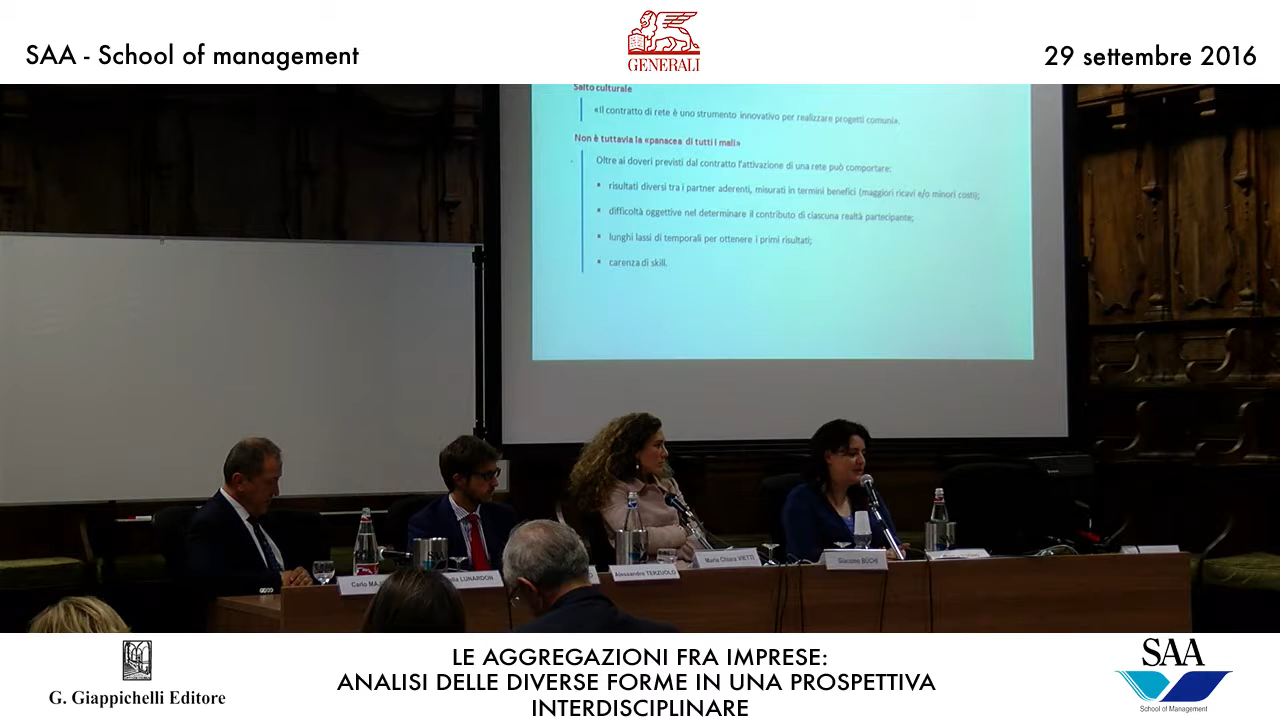 SAA - School of management
GENERALI
29 settembre 2016
Salto culturale
«Il contratto di rete è uno strumento innovativo per realizzare progetti comuni».
Non è tuttavia la «panacea di tutti i mali»
Oltre ai doveri previsti dal contratto l'attivazione di una rete può comportare:
▪ risultati diversi tra i partner aderenti, misurati in termini benefici (maggiori ricavi e/o minori costi);
▪ difficoltà oggettive nel determinare il contributo di ciascuna realtà partecipante;
▪ lunghi lassi di temporali per ottenere i primi risultati;
▪ carenza di skill.
Carlo
LUNARDON
Alessandro TERZUOLO
Maria Chiara VIETTI
Giacomo BÜCHI
G. Giappichelli Editore
LE AGGREGAZIONI FRA IMPRESE:
ANALISI DELLE DIVERSE FORME IN UNA PROSPETTIVA
INTERDISCIPLINARE
SAA
School of Management